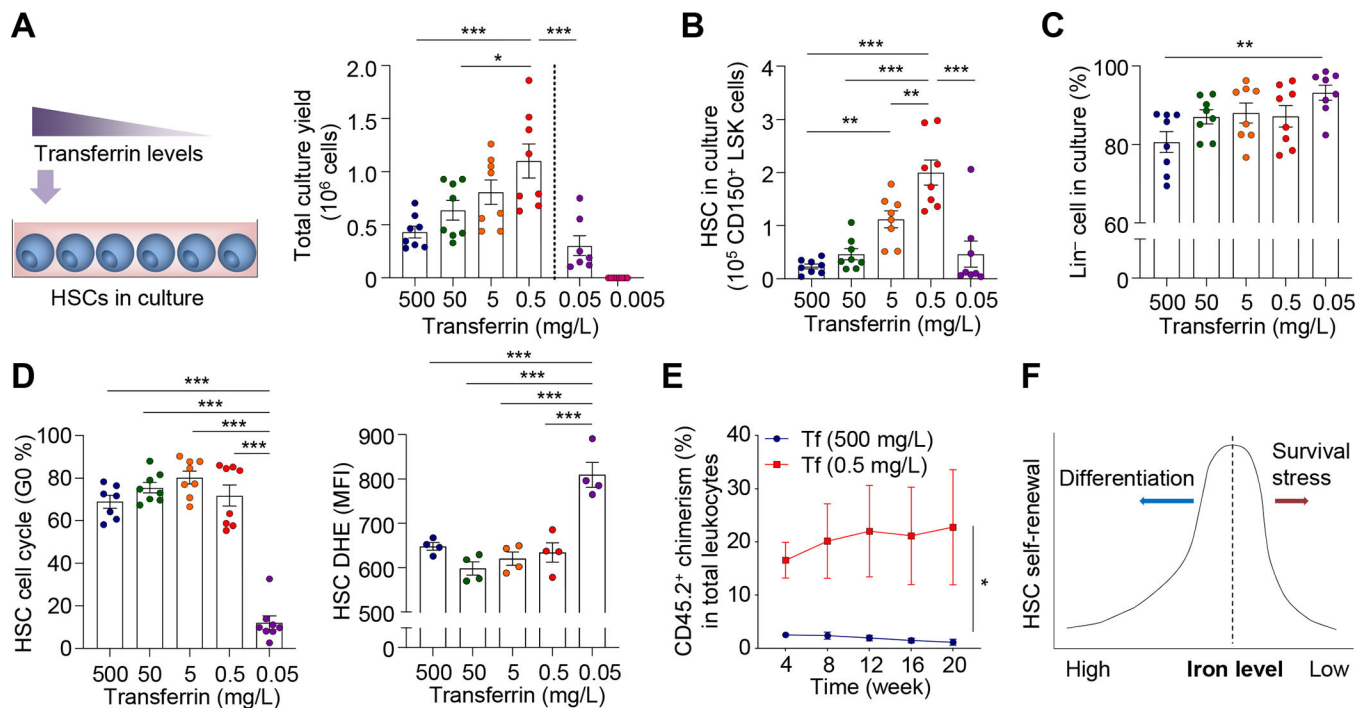 A
Transferrin levels
HSCs in culture
Total culture yield
(10⁶ cells)
2.0
1.5
1.0
0.5
0
*** ***
*
500 50 5 0.5 0.05 0.005
Transferrin (mg/L)
B
HSC in culture
(10⁵ CD150⁺ LSK cells)
4
3
2
1
0
***
*** ***
**
**
500 50 5 0.5 0.05
Transferrin (mg/L)
C
Lin⁻ cell in culture (%)
100
80
60
60
0
**
500 50 5 0.5 0.05
Transferrin (mg/L)
D
HSC cell cycle (G0 %)
100
80
60
40
20
0
***
***
***
***
500 50 5 0.5 0.05
Transferrin (mg/L)
HSC DHE (MFI)
900
800
700
600
500
50
0
***
***
***
***
500 50 5 0.5 0.05
Transferrin (mg/L)
E
CD45.2⁺ chimerism (%)
in total leukocytes
40
30
20
10
0
Tf (500 mg/L)
Tf (0.5 mg/L)
*
4 8 12 16 20
Time (week)
F
HSC self-renewal
Differentiation
Survival
stress
High Iron level Low